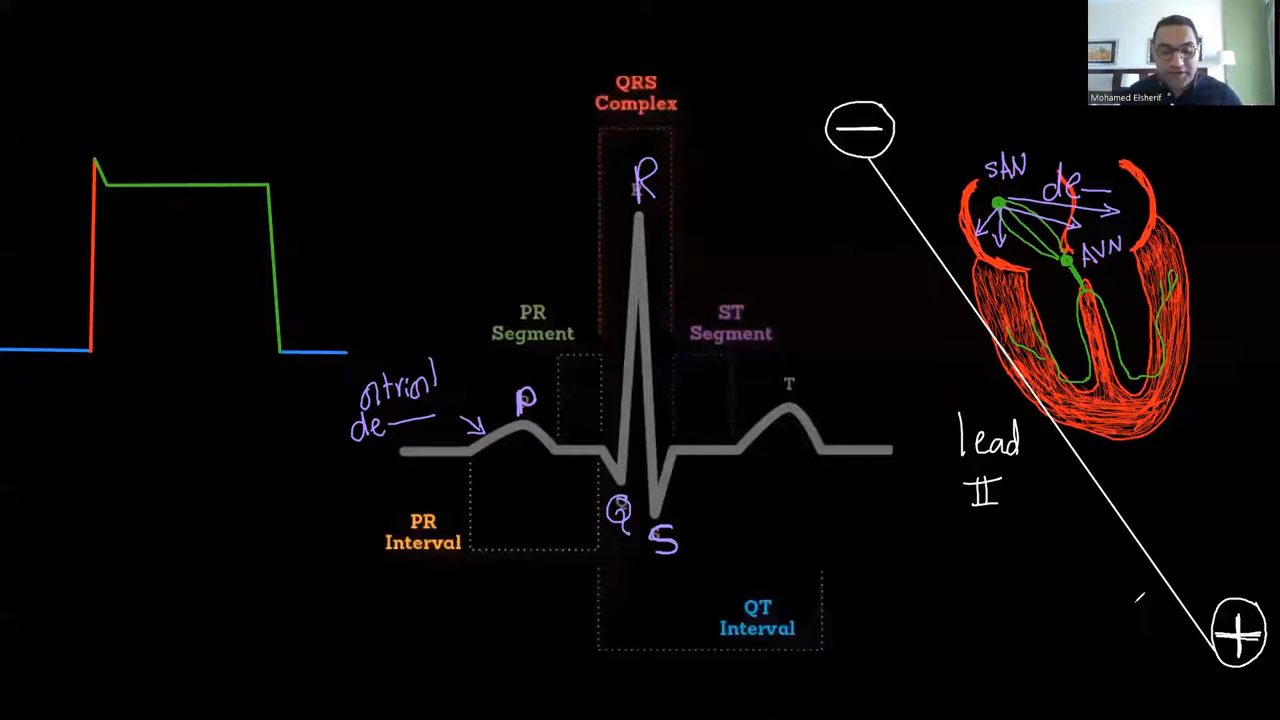 Mohamed Elsherif
QRS
Complex
R
PR
Segment
ST
Segment
atrial
de—
P
T
Q
S
PR
Interval
QT
Interval
—
SAN
de—
AVN
lead
II
+